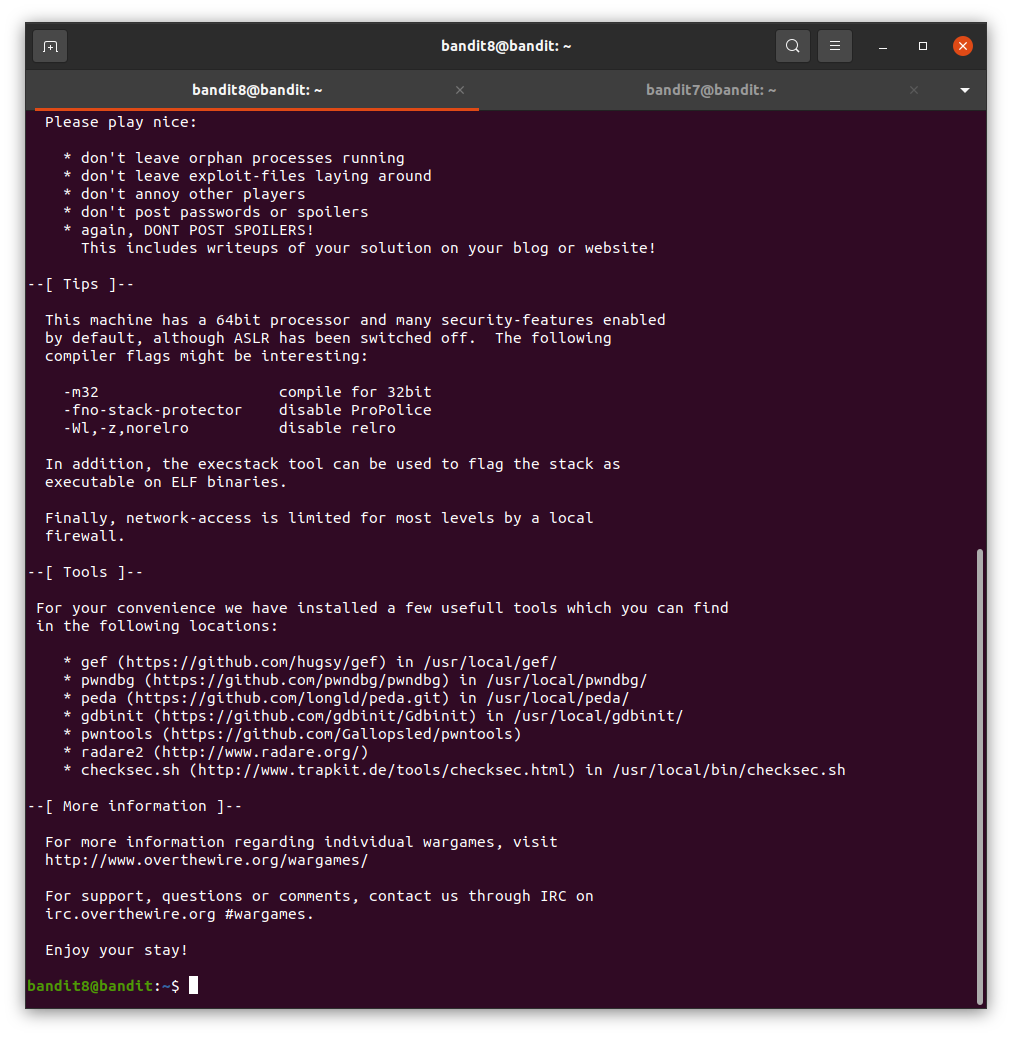 bandit8@bandit: ~
bandit8@bandit: ~
bandit7@bandit: ~
Please play nice:
* don't leave orphan processes running
* don't leave exploit-files laying around
* don't annoy other players
* don't post passwords or spoilers
* again, DONT POST SPOILERS!
This includes writeups of your solution on your blog or website!
--[ Tips ]--
This machine has a 64bit processor and many security-features enabled
by default, although ASLR has been switched off.  The following
compiler flags might be interesting:
-m32                    compile for 32bit
-fno-stack-protector    disable ProPolice
-Wl,-z,norelro          disable relro
In addition, the execstack tool can be used to flag the stack as
executable on ELF binaries.
Finally, network-access is limited for most levels by a local
firewall.
--[ Tools ]--
For your convenience we have installed a few usefull tools which you can find
in the following locations:
* gef (https://github.com/hugsy/gef) in /usr/local/gef/
* pwndbg (https://github.com/pwndbg/pwndbg) in /usr/local/pwndbg/
* peda (https://github.com/longld/peda.git) in /usr/local/peda/
* gdbinit (https://github.com/gdbinit/Gdbinit) in /usr/local/gdbinit/
* pwntools (https://github.com/Gallopsled/pwntools)
* radare2 (http://www.radare.org/)
* checksec.sh (http://www.trapkit.de/tools/checksec.html) in /usr/local/bin/checksec.sh
--[ More information ]--
For more information regarding individual wargames, visit
http://www.overthewire.org/wargames/
For support, questions or comments, contact us through IRC on
irc.overthewire.org #wargames.
Enjoy your stay!
bandit8@bandit:~$